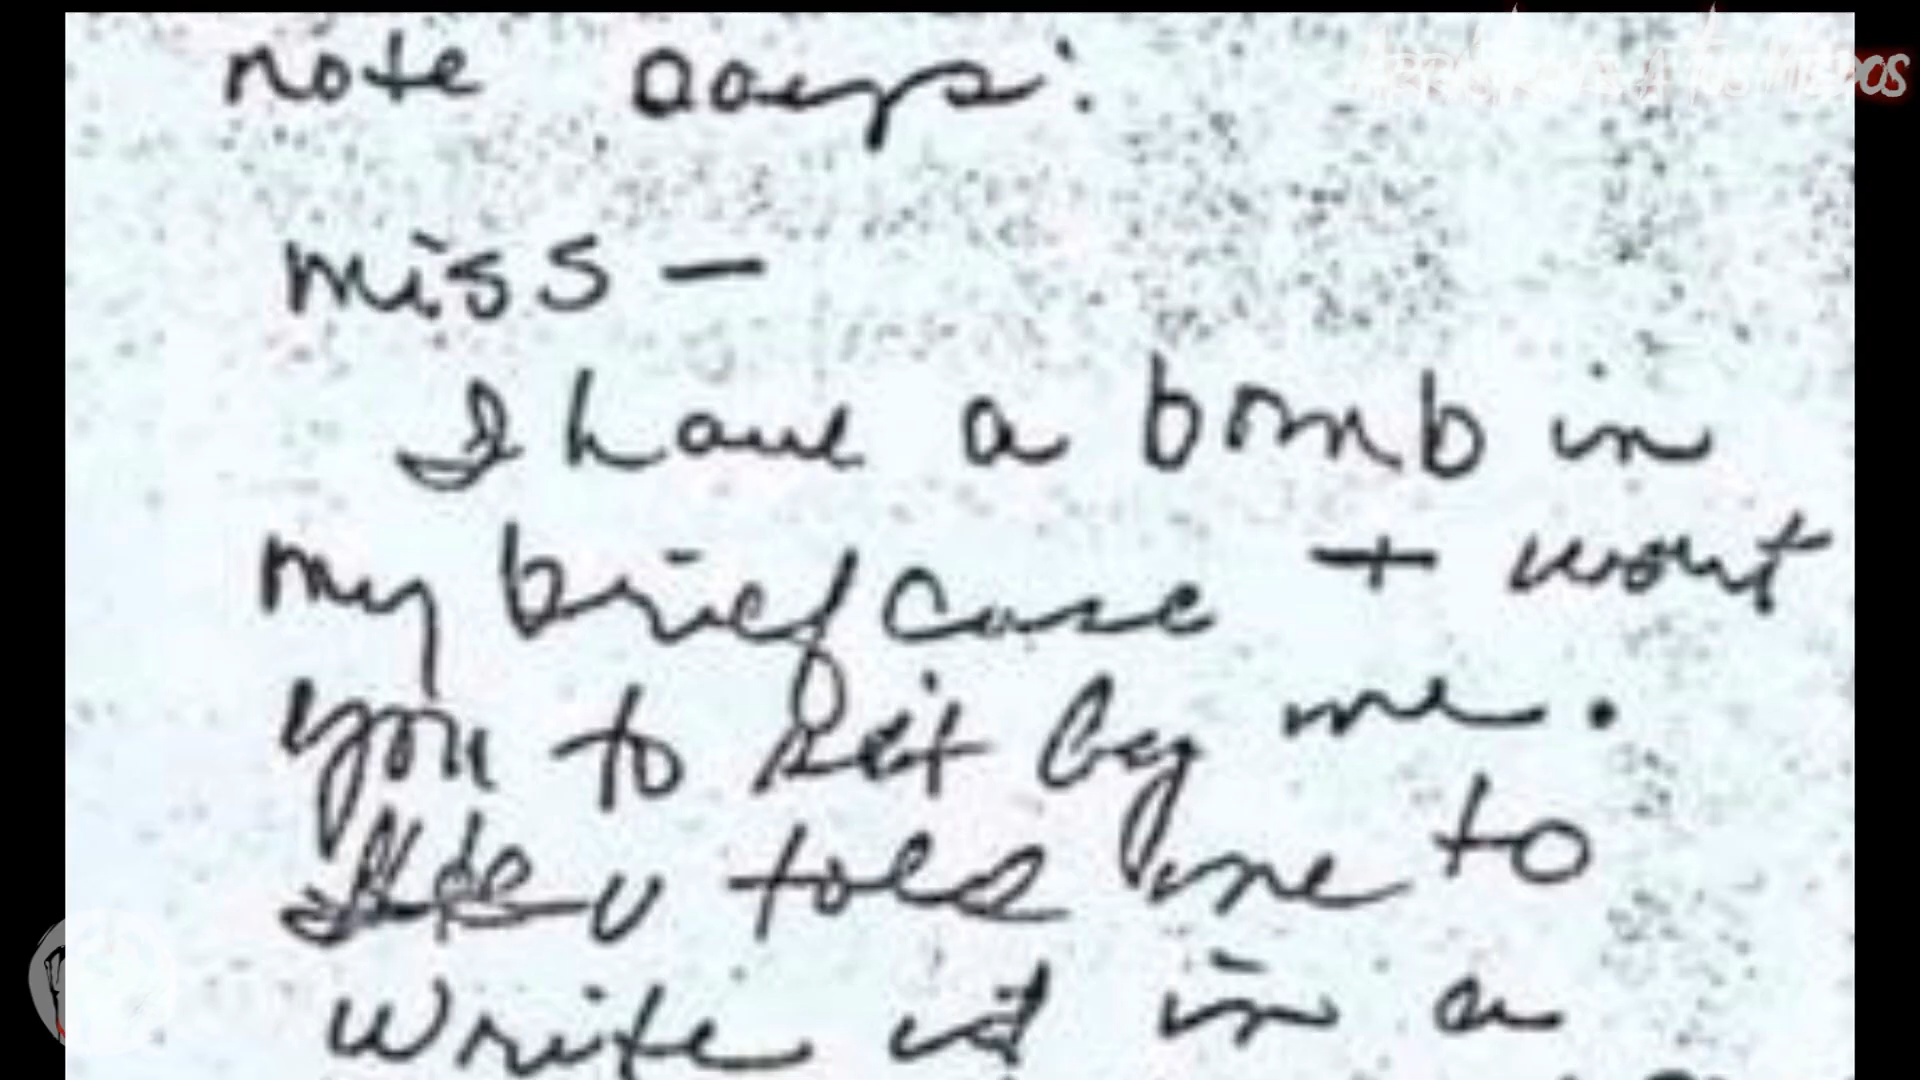 note says:
miss —
I have a bomb in
my briefcase + want
you to sit by me.
told me to
write it in a